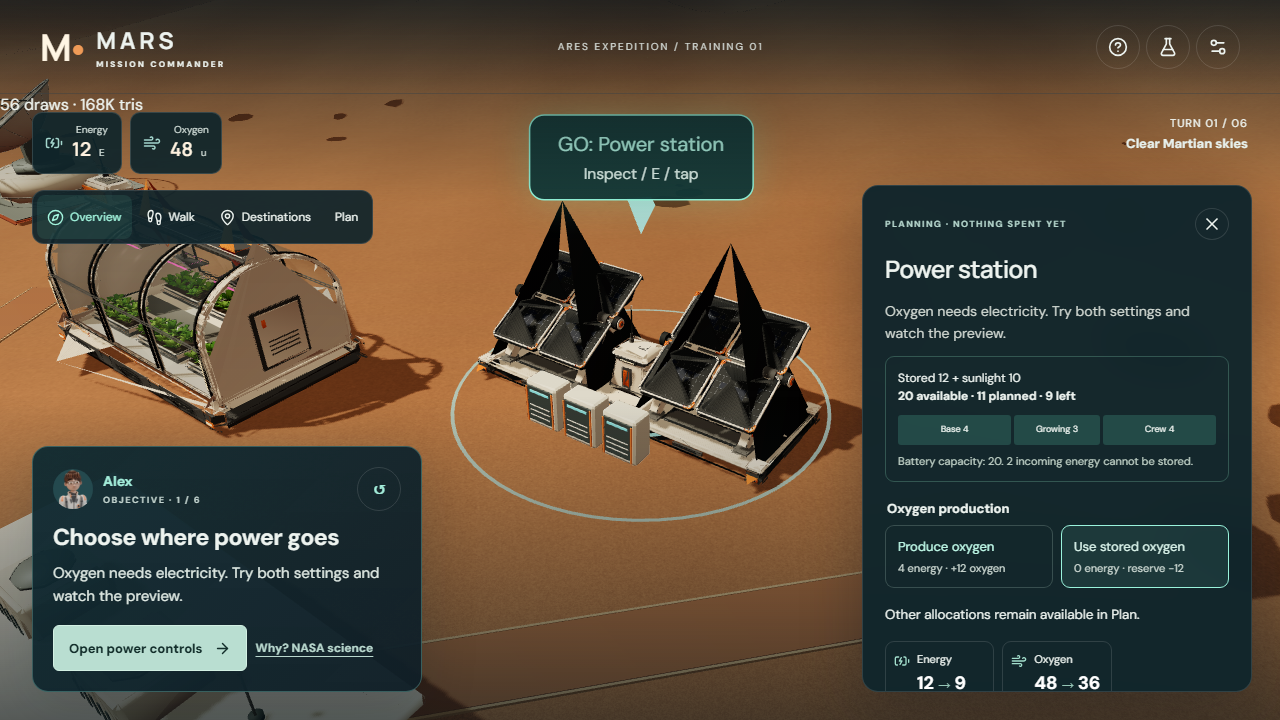 M
MARS
MISSION COMMANDER
ARES EXPEDITION / TRAINING 01
56 draws · 168K tris
Energy
12 E
Oxygen
48 u
TURN 01 / 06
Clear Martian skies
Overview
Walk
Destinations
Plan
GO: Power station
Inspect / E / tap
PLANNING · NOTHING SPENT YET
Power station
Oxygen needs electricity. Try both settings and
watch the preview.
Stored 12 + sunlight 10
20 available · 11 planned · 9 left
Base 4
Growing 3
Crew 4
Battery capacity: 20. 2 incoming energy cannot be stored.
Oxygen production
Produce oxygen
4 energy · +12 oxygen
Use stored oxygen
0 energy · reserve -12
Other allocations remain available in Plan.
Energy
12 → 9
Oxygen
48 → 36
Alex
OBJECTIVE · 1 / 6
Choose where power goes
Oxygen needs electricity. Try both settings and
watch the preview.
Open power controls →
Why? NASA science